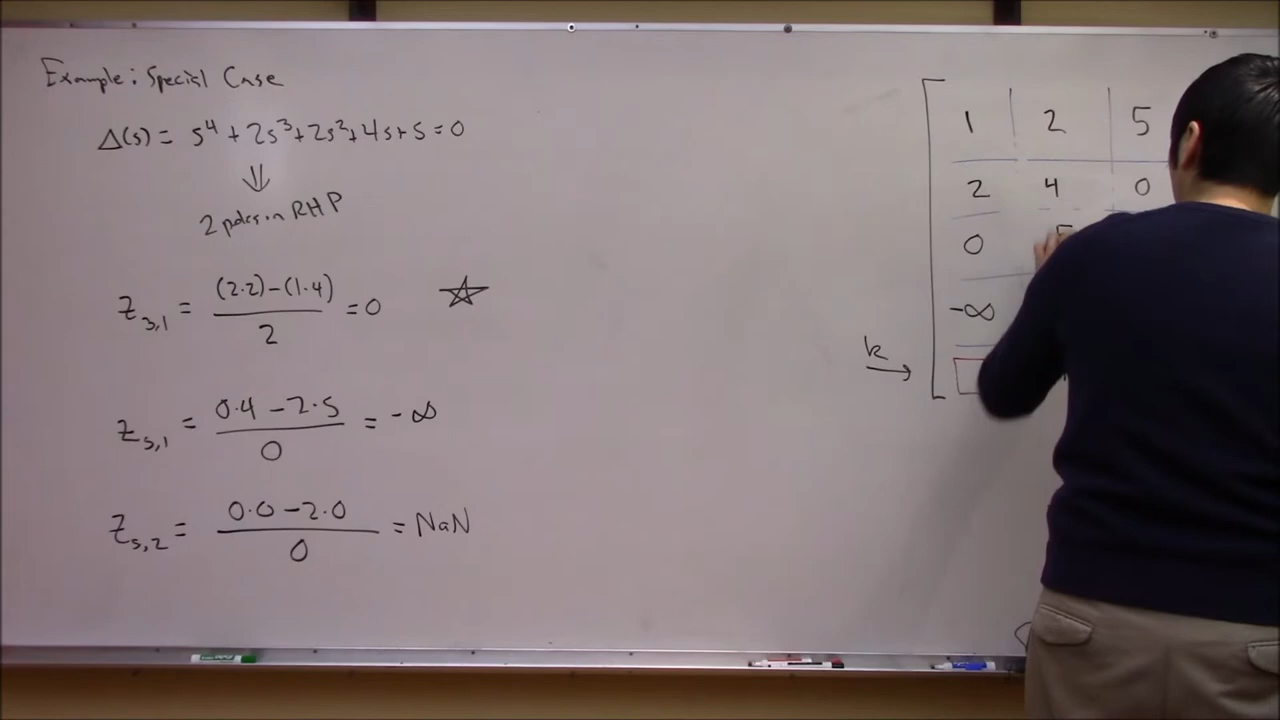 Example: Special Case
Δ(s) = s⁴ + 2s³ + 2s² + 4s + 5 = 0
⇓
2 poles in RHP
Z₃,₁ = (2·2)-(1·4) / 2 = 0 ☆
Z₅,₁ = 0·4 - 2·5 / 0 = -∞
Z₅,₂ = 0·0 - 2·0 / 0 = NaN
1 2 5
2 4 0
0 5
-∞
k →